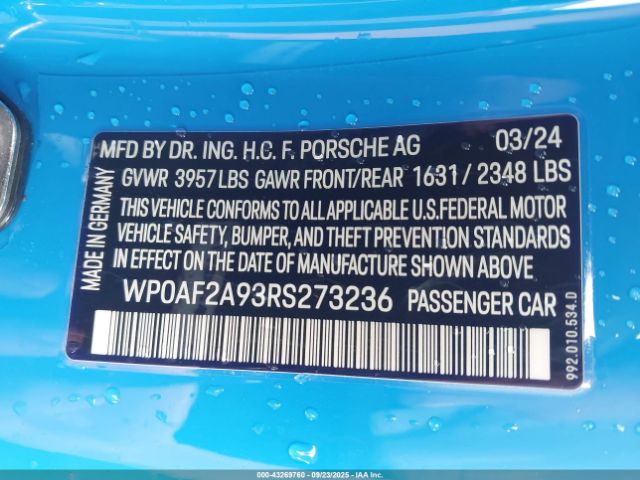 MFD BY DR. ING. H.C. F. PORSCHE AG 03/24
GVWR 3957 LBS GAWR FRONT/REAR 1631 / 2348 LBS
THIS VEHICLE CONFORMS TO ALL APPLICABLE U.S. FEDERAL MOTOR
VEHICLE SAFETY, BUMPER, AND THEFT PREVENTION STANDARDS
IN EFFECT ON THE DATE OF MANUFACTURE SHOWN ABOVE.
WP0AF2A93RS273236 PASSENGER CAR
MADE IN GERMANY
992.010.534.D
000-43269760 - 09/23/2025 - IAAI.COM